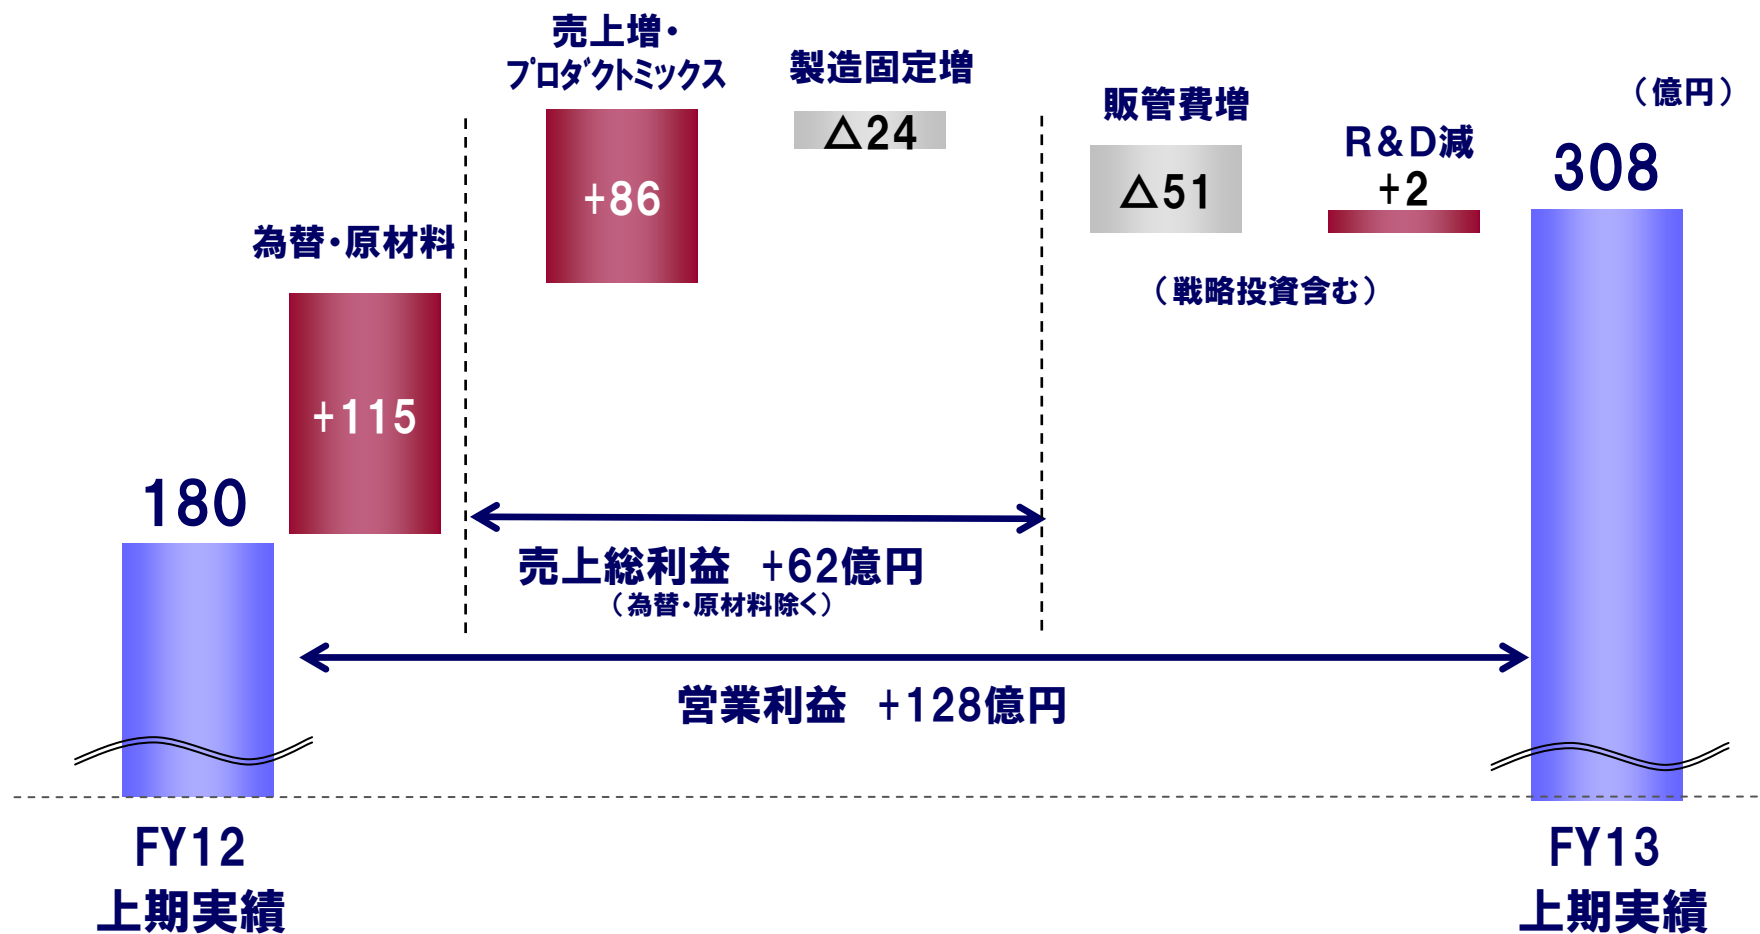 売上増・
プロダクトミックス
製造固定増
販管費増
（億円）
R＆D減
△24
+2
308
+86
△51
為替・原材料
（戦略投資含む）
+115
180
売上総利益　+62億円
（為替・原材料除く）
営業利益　+128億円
FY12
上期実績
FY13
上期実績